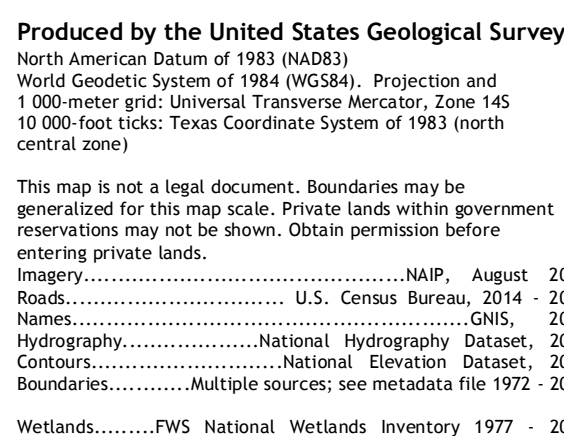 Produced by the United States Geological Survey
North American Datum of 1983 (NAD83)
World Geodetic System of 1984 (WGS84). Projection and
1 000-meter grid: Universal Transverse Mercator, Zone 14S
10 000-foot ticks: Texas Coordinate System of 1983 (north
central zone)
This map is not a legal document. Boundaries may be
generalized for this map scale. Private lands within government
reservations may not be shown. Obtain permission before
entering private lands.
Imagery..........................................NAIP, August
Roads............................. U.S. Census Bureau, 2014 -
Names....................................................GNIS,
Hydrography..................National Hydrography Dataset,
Contours.........................National Elevation Dataset,
Boundaries...........Multiple sources; see metadata file 1972 -
Wetlands.........FWS National Wetlands Inventory 1977 -